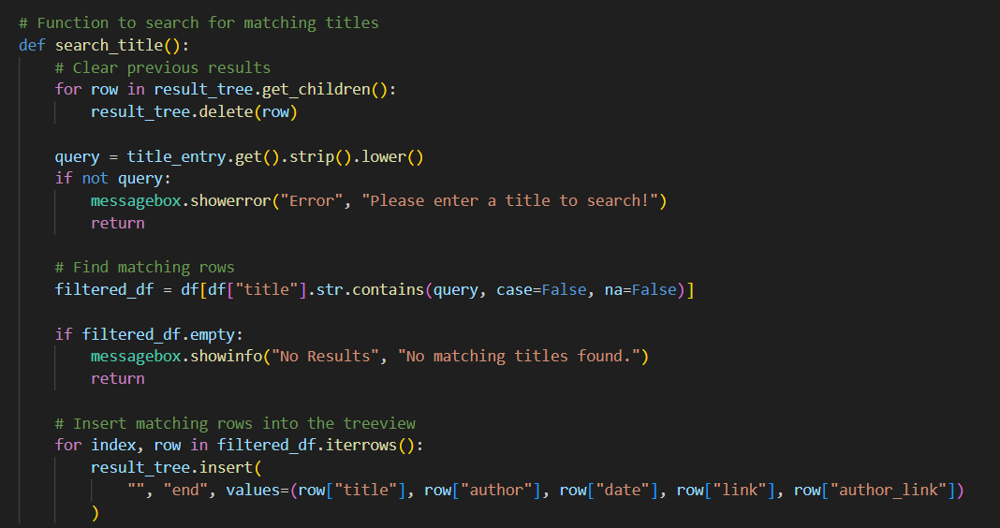 # Function to search for matching titles
def search_title():
    # Clear previous results
    for row in result_tree.get_children():
        result_tree.delete(row)

    query = title_entry.get().strip().lower()
    if not query:
        messagebox.showerror("Error", "Please enter a title to search!")
        return

    # Find matching rows
    filtered_df = df[df["title"].str.contains(query, case=False, na=False)]

    if filtered_df.empty:
        messagebox.showinfo("No Results", "No matching titles found.")
        return

    # Insert matching rows into the treeview
    for index, row in filtered_df.iterrows():
        result_tree.insert(
            "", "end", values=(row["title"], row["author"], row["date"], row["link"], row["author_link"])
        )